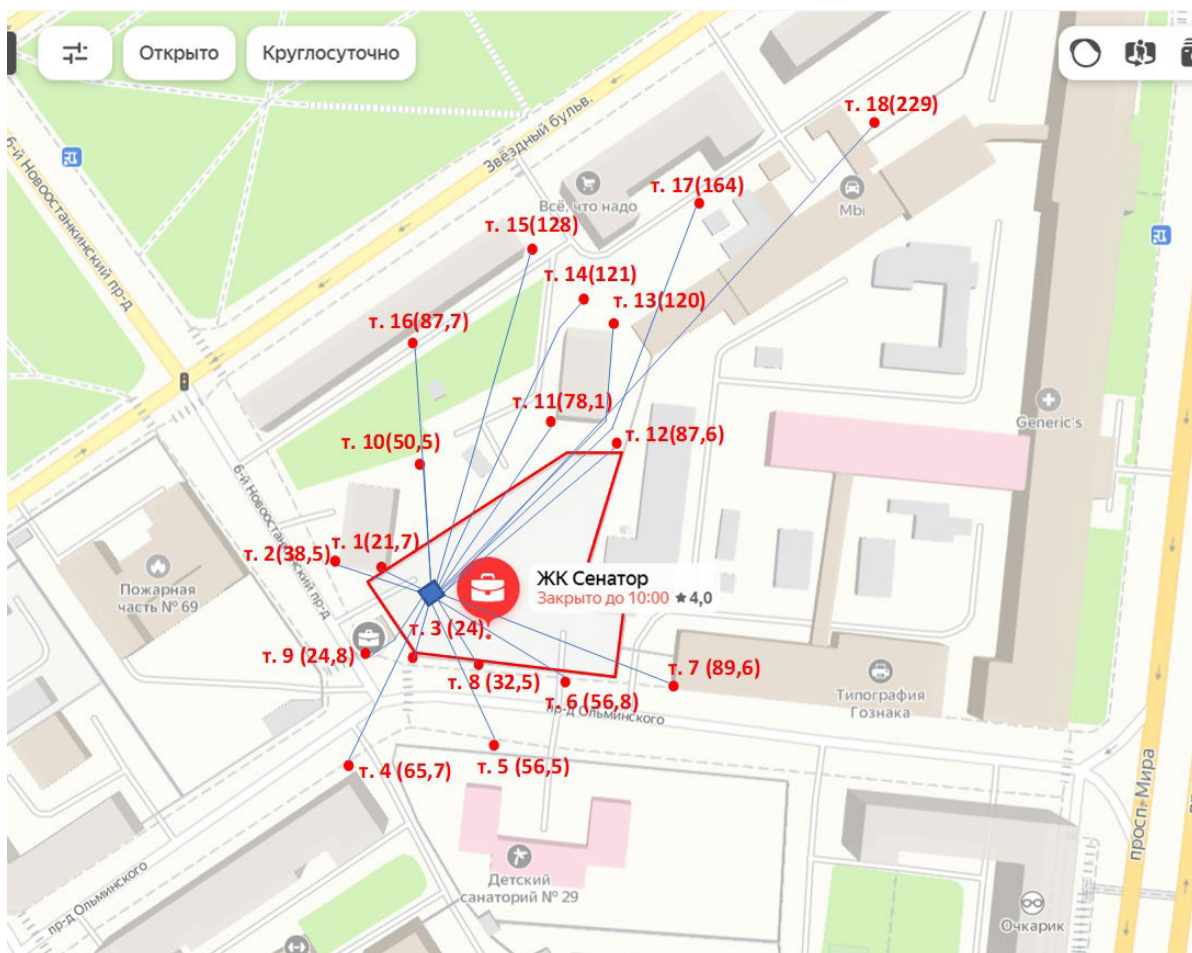 Открыто
Круглосуточно
6-й Новоостанкинский пр-д
Звёздный бульв.
т. 18(229)
т. 17(164)
Всё, что надо
Mbi
т. 15(128)
т. 14(121)
т. 13(120)
т. 16(87,7)
т. 11(78,1)
Generic's
т. 12(87,6)
т. 10(50,5)
6-й Новоостанкинский пр-д
т. 1(21,7)
т. 2(38,5)
Пожарная
часть № 69
ЖК Сенатор
Закрыто до 10:00 ★4,0
т. 3 (24)
т. 9 (24,8)
т. 7 (89,6)
т. 8 (32,5)
т. 6 (56,8)
Типография
Гознака
пр-д Ольминского
т. 5 (56,5)
т. 4 (65,7)
просп. Мира
Детский
санаторий № 29
пр-д Ольминского
Очкарик